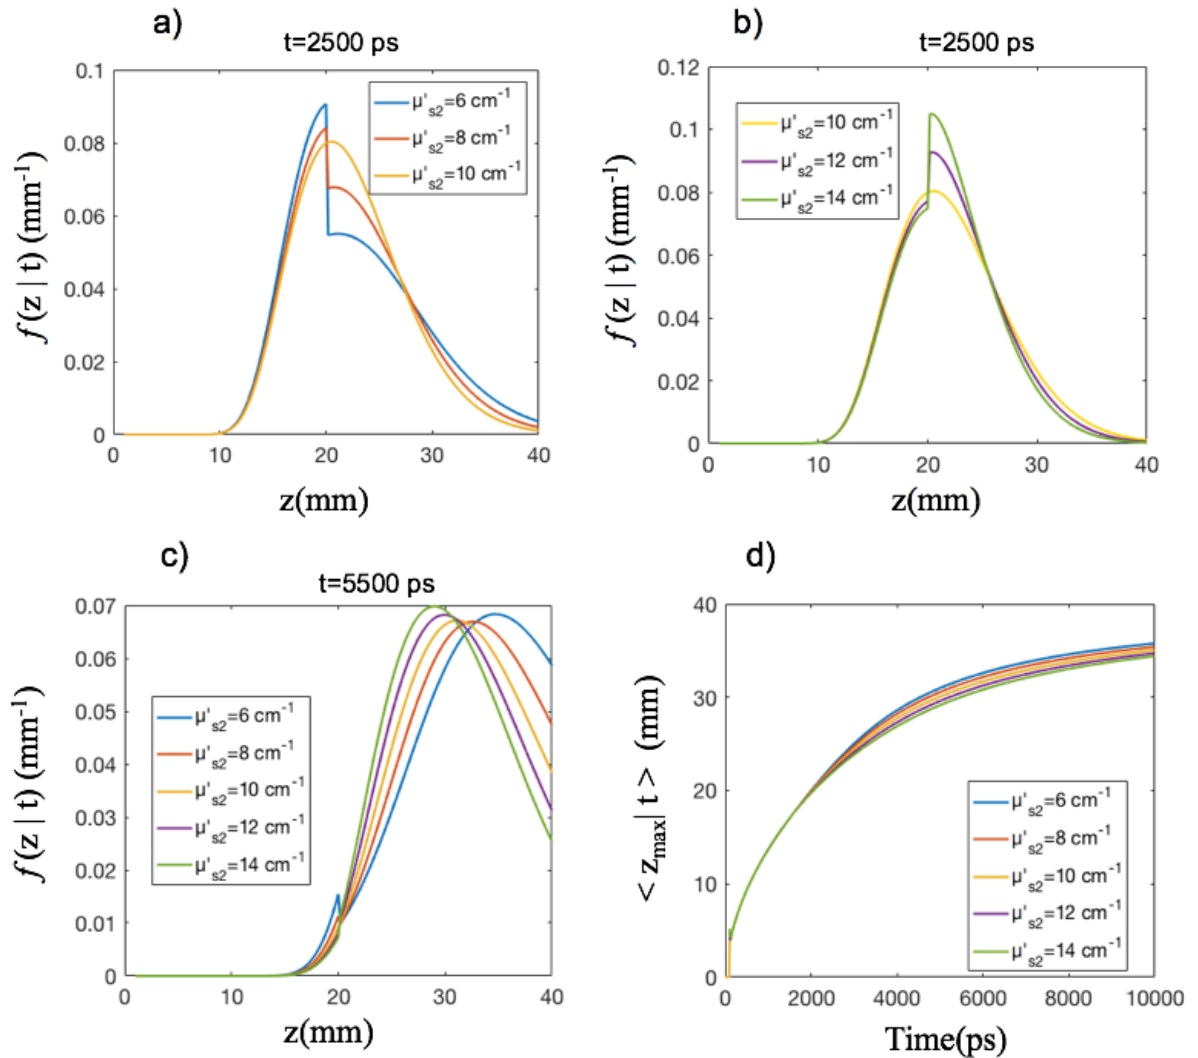 a)
t=2500 ps
0.1
0.08
0.06
0.04
0.02
0
0 10 20 30 40
f (z | t) (mm⁻¹)
z(mm)
μ'ₛ₂=6 cm⁻¹
μ'ₛ₂=8 cm⁻¹
μ'ₛ₂=10 cm⁻¹
b)
t=2500 ps
0.12
0.1
0.08
0.06
0.04
0.02
0
0 10 20 30 40
f (z | t) (mm⁻¹)
z(mm)
μ'ₛ₂=10 cm⁻¹
μ'ₛ₂=12 cm⁻¹
μ'ₛ₂=14 cm⁻¹
c)
t=5500 ps
0.07
0.06
0.05
0.04
0.03
0.02
0.01
0
0 10 20 30 40
f (z | t) (mm⁻¹)
z(mm)
μ'ₛ₂=6 cm⁻¹
μ'ₛ₂=8 cm⁻¹
μ'ₛ₂=10 cm⁻¹
μ'ₛ₂=12 cm⁻¹
μ'ₛ₂=14 cm⁻¹
d)
40
30
20
10
0
0 2000 4000 6000 8000 10000
< zₘₐₓ| t > (mm)
Time(ps)
μ'ₛ₂=6 cm⁻¹
μ'ₛ₂=8 cm⁻¹
μ'ₛ₂=10 cm⁻¹
μ'ₛ₂=12 cm⁻¹
μ'ₛ₂=14 cm⁻¹